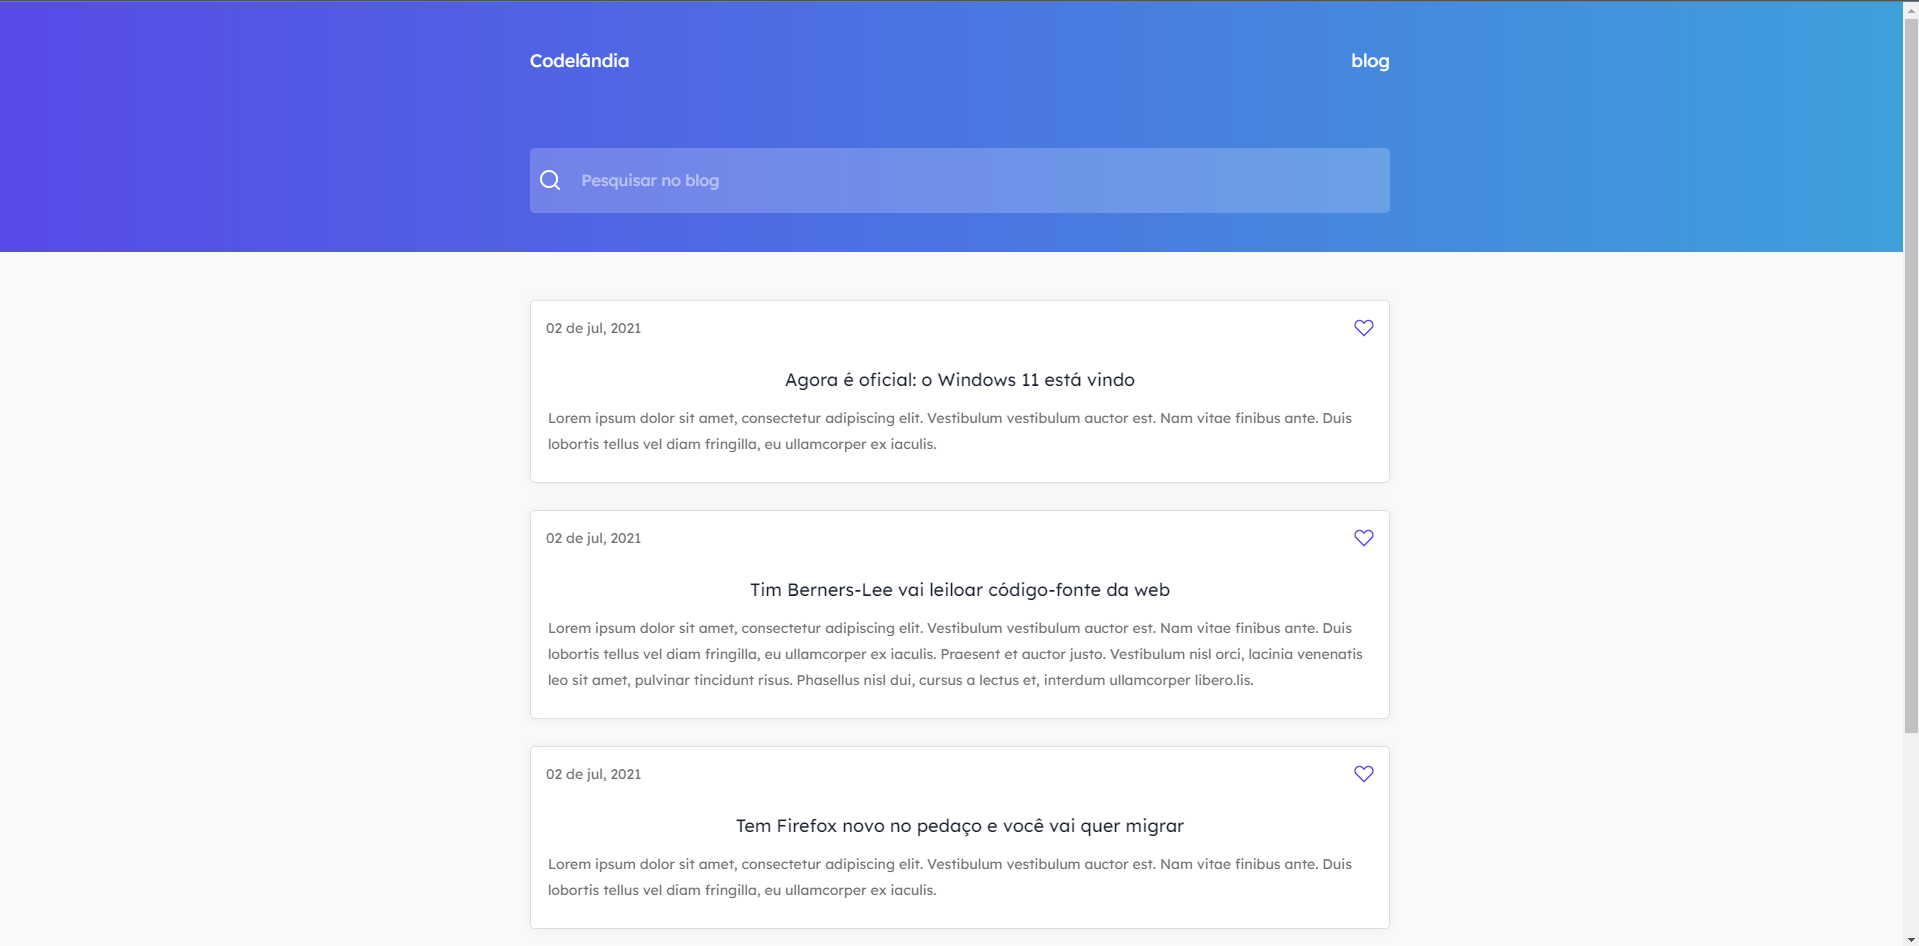 Codelândia
blog
Pesquisar no blog
02 de jul, 2021
Agora é oficial: o Windows 11 está vindo
Lorem ipsum dolor sit amet, consectetur adipiscing elit. Vestibulum vestibulum auctor est. Nam vitae finibus ante. Duis
lobortis tellus vel diam fringilla, eu ullamcorper ex iaculis.
02 de jul, 2021
Tim Berners-Lee vai leiloar código-fonte da web
Lorem ipsum dolor sit amet, consectetur adipiscing elit. Vestibulum vestibulum auctor est. Nam vitae finibus ante. Duis
lobortis tellus vel diam fringilla, eu ullamcorper ex iaculis. Praesent et auctor justo. Vestibulum nisl orci, lacinia venenatis
leo sit amet, pulvinar tincidunt risus. Phasellus nisl dui, cursus a lectus et, interdum ullamcorper libero.lis.
02 de jul, 2021
Tem Firefox novo no pedaço e você vai quer migrar
Lorem ipsum dolor sit amet, consectetur adipiscing elit. Vestibulum vestibulum auctor est. Nam vitae finibus ante. Duis
lobortis tellus vel diam fringilla, eu ullamcorper ex iaculis.